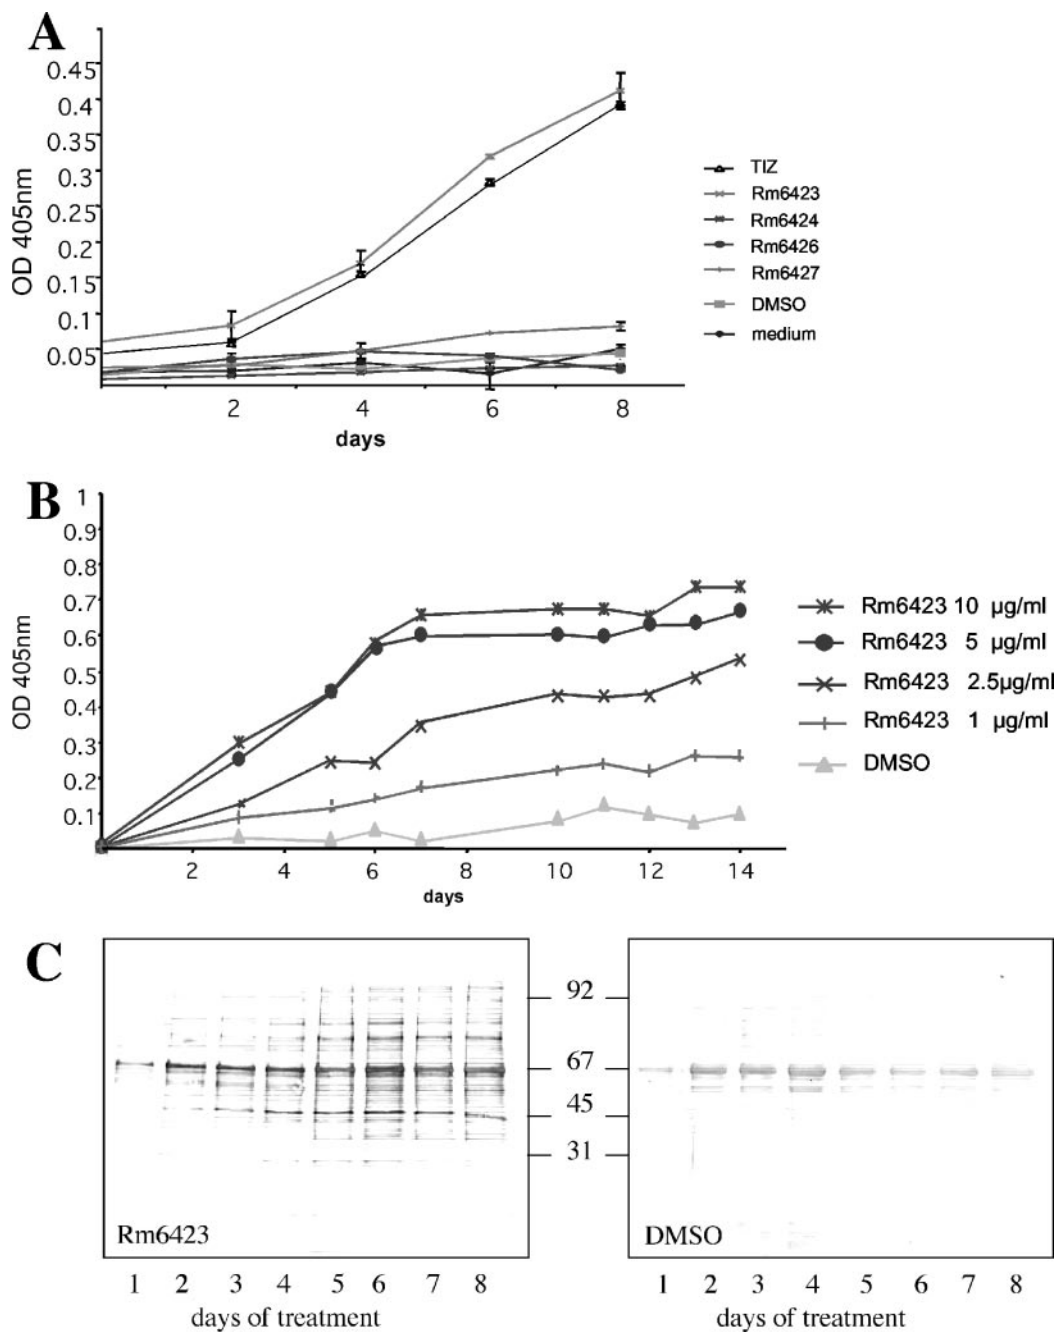 A
0.45
0.4
0.35
0.3
0.25
0.2
0.15
0.1
0.05
OD 405nm
2 4 6 8
days
TIZ
Rm6423
Rm6424
Rm6426
Rm6427
DMSO
medium
B
1
0.9
0.8
0.7
0.6
0.5
0.4
0.3
0.2
0.1
OD 405nm
2 4 6 8 10 12 14
days
Rm6423 10 µg/ml
Rm6423 5 µg/ml
Rm6423 2.5µg/ml
Rm6423 1 µg/ml
DMSO
C
92
67
45
31
Rm6423
DMSO
1 2 3 4 5 6 7 8
days of treatment
1 2 3 4 5 6 7 8
days of treatment